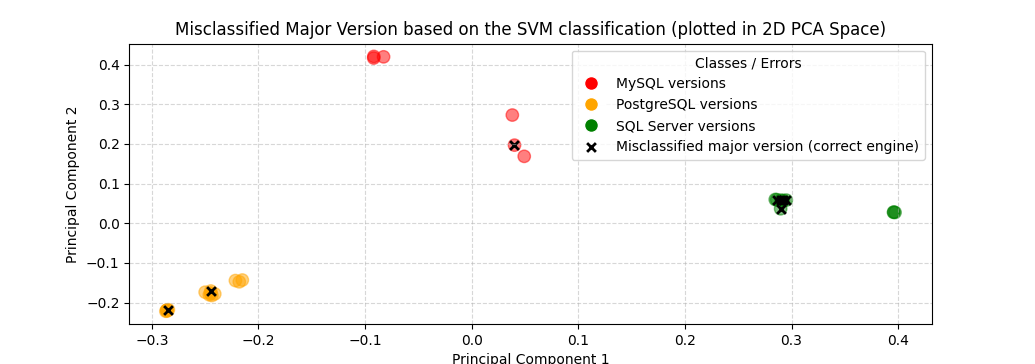 Misclassified Major Version based on the SVM classification (plotted in 2D PCA Space)
Principal Component 2
0.4
0.3
0.2
0.1
0.0
−0.1
−0.2
Classes / Errors
MySQL versions
PostgreSQL versions
SQL Server versions
Misclassified major version (correct engine)
−0.3 −0.2 −0.1 0.0 0.1 0.2 0.3 0.4
Principal Component 1